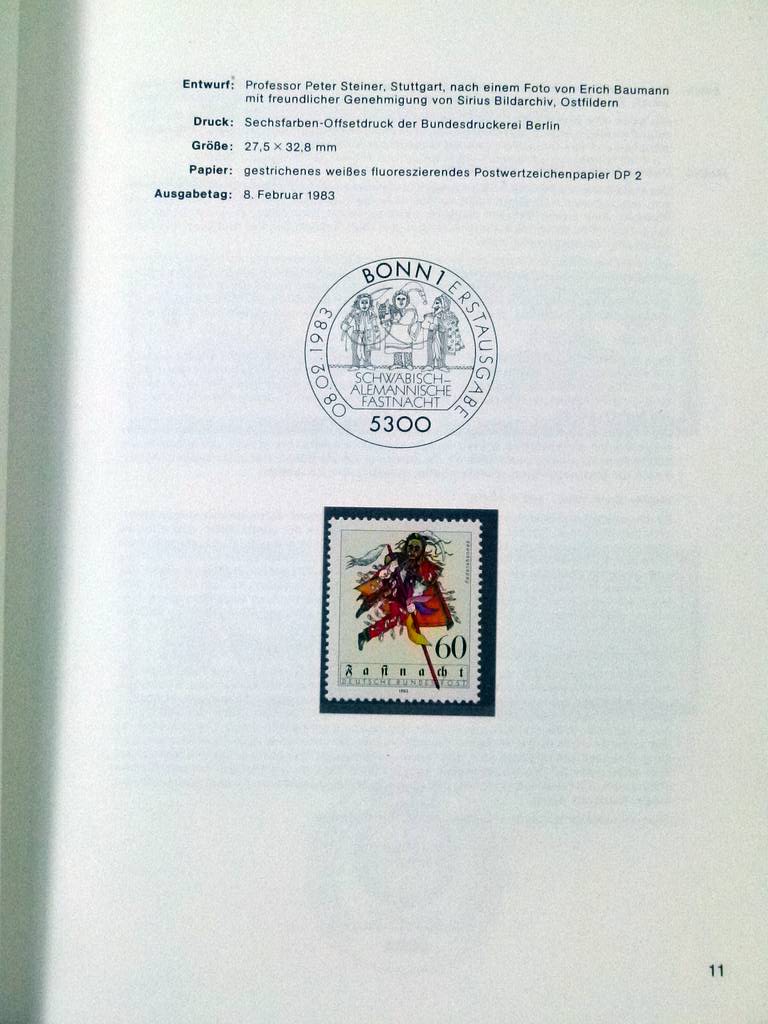 Entwurf: Professor Peter Steiner, Stuttgart, nach einem Foto von Erich Baumann
mit freundlicher Genehmigung von Sirius Bildarchiv, Ostfildern
Druck: Sechsfarben-Offsetdruck der Bundesdruckerei Berlin
Größe: 27,5 × 32,8 mm
Papier: gestrichenes weißes fluoreszierendes Postwertzeichenpapier DP 2
Ausgabetag: 8. Februar 1983
BONN 1 ERSTAUSGABE
08.02.1983
SCHWÄBISCH-
ALEMANNISCHE
FASTNACHT
5300
60
Fastnacht
DEUTSCHE BUNDESPOST
1983
11